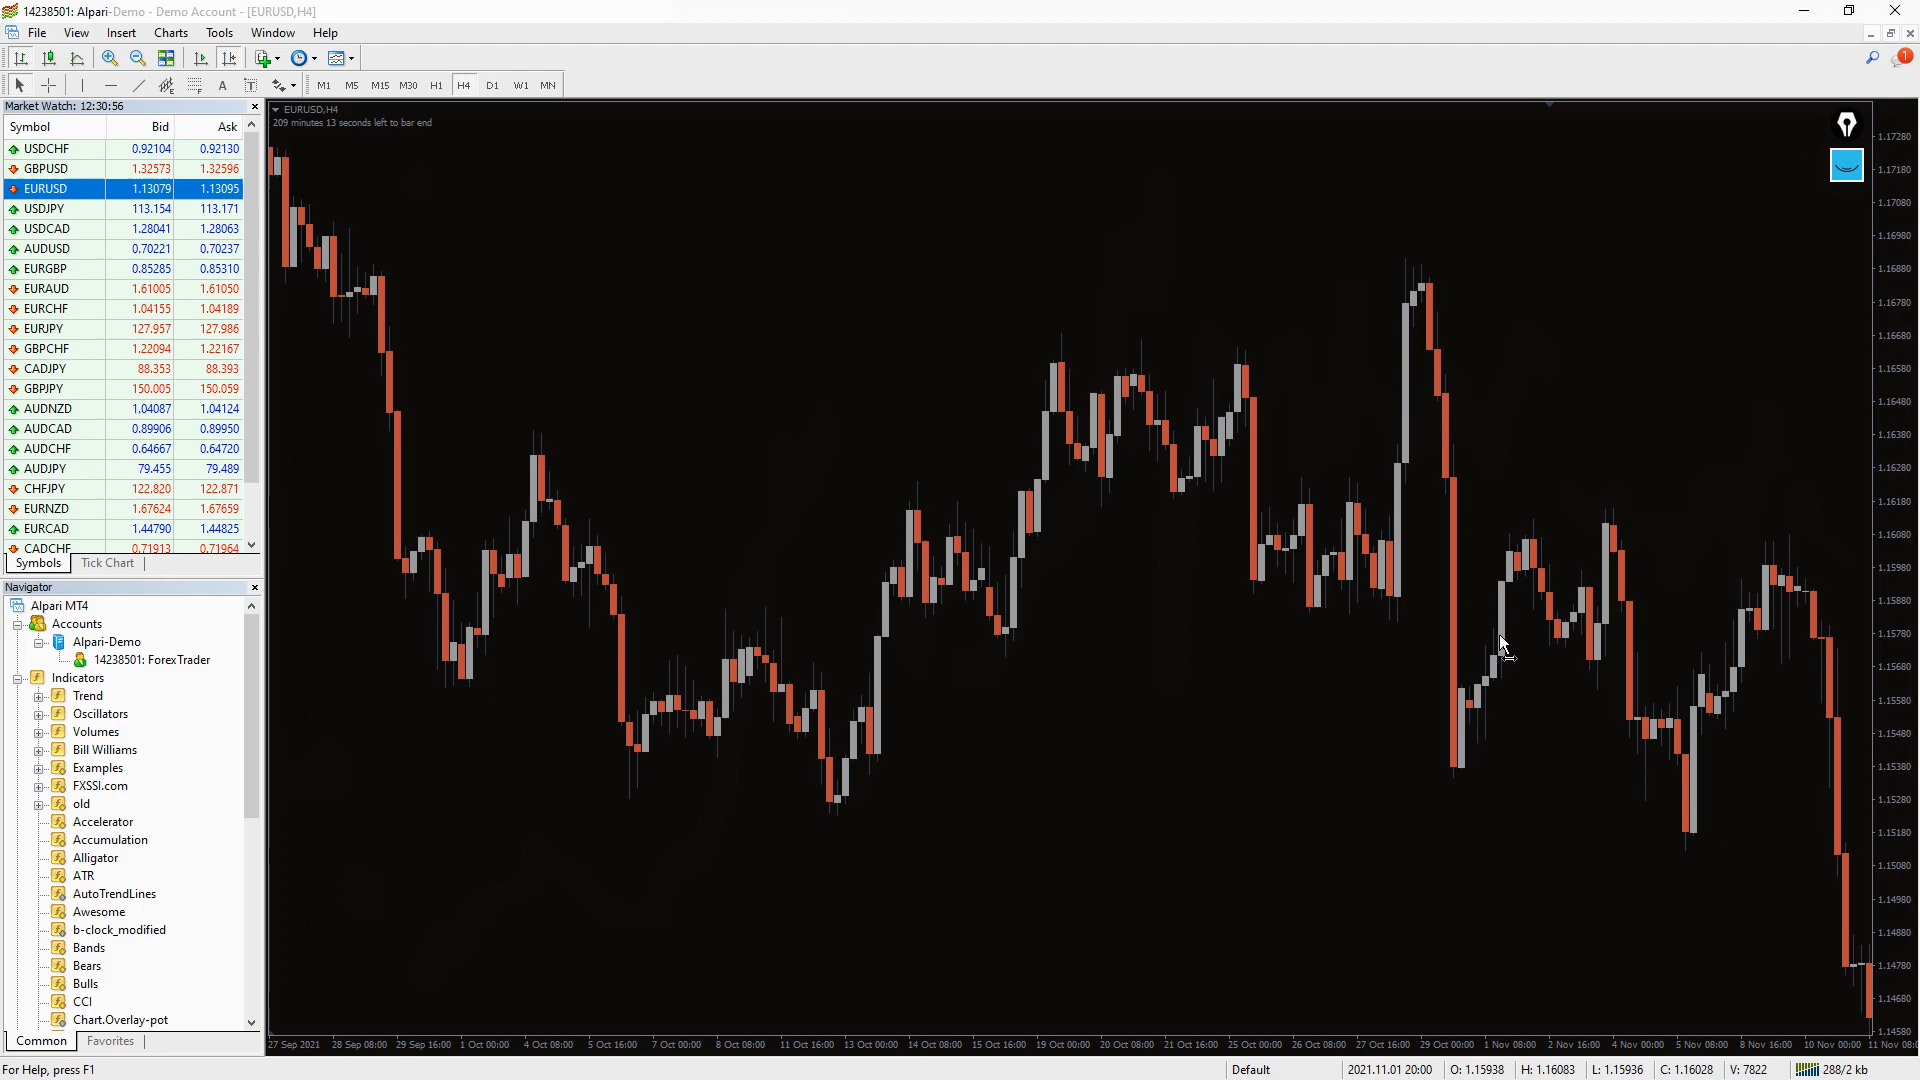 14238501: Alpari-Demo - Demo Account - [EURUSD,H4]
File View Insert Charts Tools Window Help
1
A T M1 M5 M15 M30 H1 H4 D1 W1 MN
Market Watch: 12:30:56
Symbol Bid Ask
USDCHF 0.92104 0.92130
GBPUSD 1.32573 1.32596
EURUSD 1.13079 1.13095
USDJPY 113.154 113.171
USDCAD 1.28041 1.28063
AUDUSD 0.70221 0.70237
EURGBP 0.85285 0.85310
EURAUD 1.61005 1.61050
EURCHF 1.04155 1.04189
EURJPY 127.957 127.986
GBPCHF 1.22094 1.22167
CADJPY 88.353 88.393
GBPJPY 150.005 150.059
AUDNZD 1.04087 1.04124
AUDCAD 0.89906 0.89950
AUDCHF 0.64667 0.64720
AUDJPY 79.455 79.489
CHFJPY 122.820 122.871
EURNZD 1.67624 1.67659
EURCAD 1.44790 1.44825
CADCHF 0.71913 0.71964
Symbols Tick Chart
Navigator
Alpari MT4
Accounts
Alpari-Demo
14238501: ForexTrader
Indicators
Trend
Oscillators
Volumes
Bill Williams
Examples
FXSSI.com
old
Accelerator
Accumulation
Alligator
ATR
AutoTrendLines
Awesome
b-clock_modified
Bands
Bears
Bulls
CCI
Chart.Overlay-pot
Common Favorites
EURUSD,H4
209 minutes 13 seconds left to bar end
1.17280
1.17180
1.17080
1.16980
1.16880
1.16780
1.16680
1.16580
1.16480
1.16380
1.16280
1.16180
1.16080
1.15980
1.15880
1.15780
1.15680
1.15580
1.15480
1.15380
1.15280
1.15180
1.15080
1.14980
1.14880
1.14780
1.14680
1.14580
27 Sep 2021 28 Sep 08:00 29 Sep 16:00 1 Oct 00:00 4 Oct 08:00 5 Oct 16:00 7 Oct 00:00 8 Oct 08:00 11 Oct 16:00 13 Oct 00:00 14 Oct 08:00 15 Oct 16:00 19 Oct 00:00 20 Oct 08:00 21 Oct 16:00 25 Oct 00:00 26 Oct 08:00 27 Oct 16:00 29 Oct 00:00 1 Nov 08:00 2 Nov 16:00 4 Nov 00:00 5 Nov 08:00 8 Nov 16:00 10 Nov 00:00 11 Nov 08:0
For Help, press F1 Default 2021.11.01 20:00 O: 1.15938 H: 1.16083 L: 1.15936 C: 1.16028 V: 7822 288/2 kb